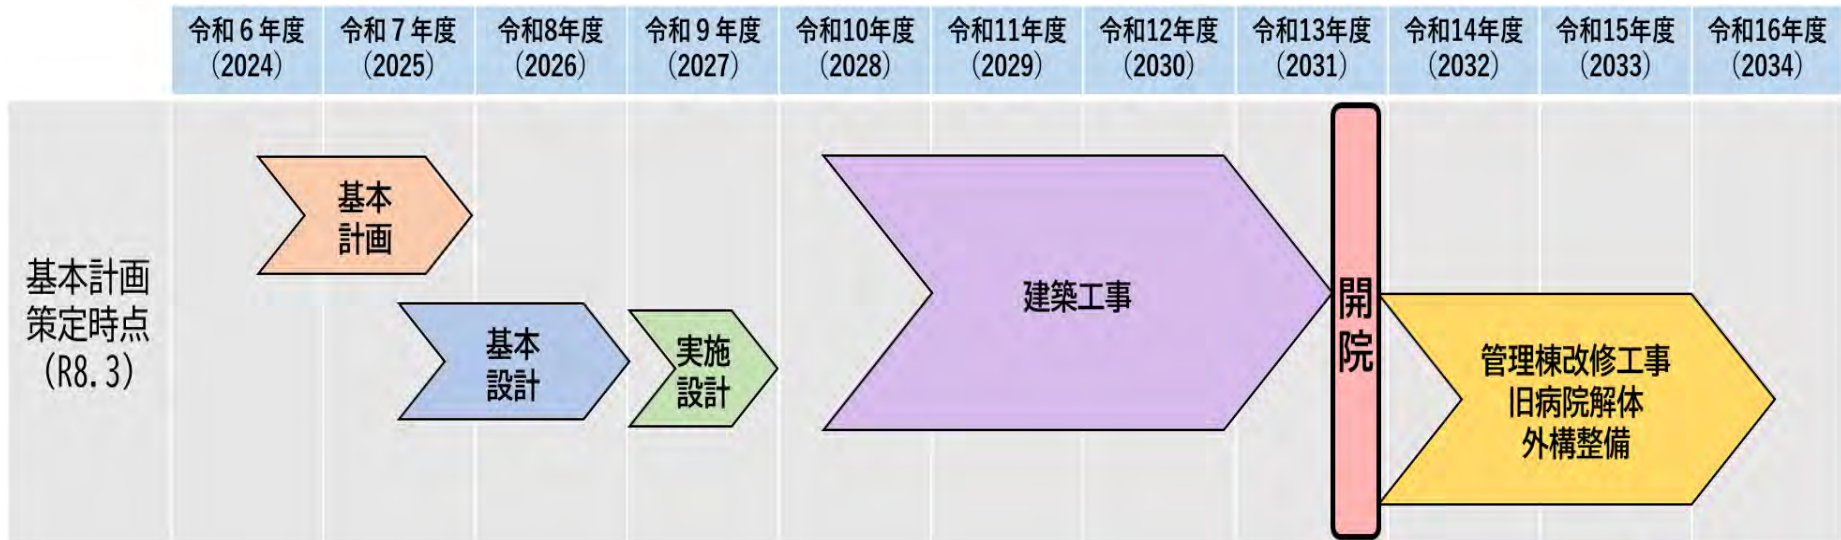 令和６年度
（2024）
令和７年度
（2025）
令和8年度
（2026）
令和９年度
（2027）
令和10年度
（2028）
令和11年度
（2029）
令和12年度
（2030）
令和13年度
（2031）
令和14年度
（2032）
令和15年度
（2033）
令和16年度
（2034）
基本計画
策定時点
（R8.3）
基本
計画
基本
設計
実施
設計
建築工事
開
院
管理棟改修工事
旧病院解体
外構整備